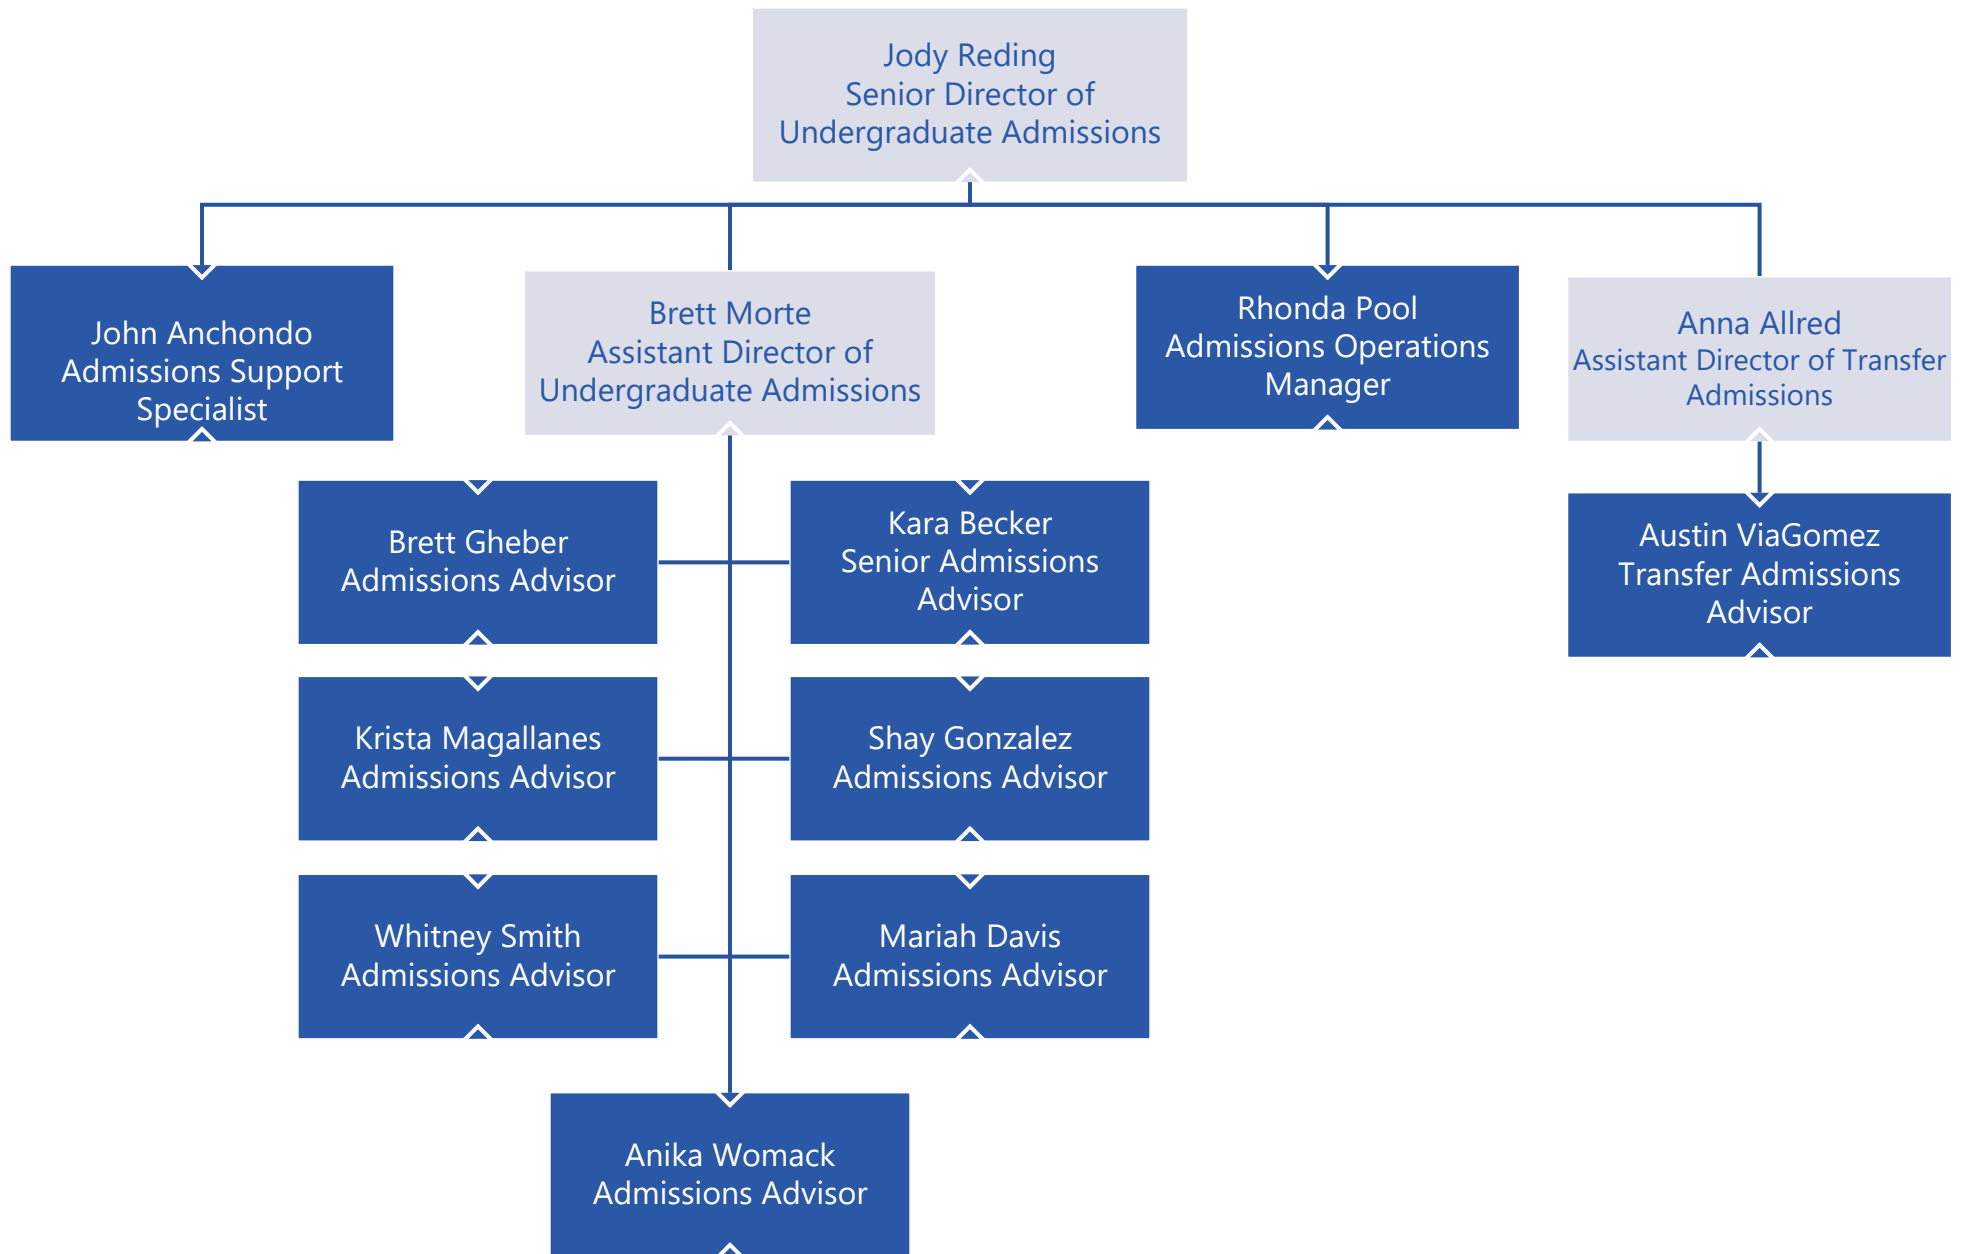 Jody Reding
Senior Director of
Undergraduate Admissions
John Anchondo
Admissions Support
Specialist
Brett Morte
Assistant Director of
Undergraduate Admissions
Rhonda Pool
Admissions Operations
Manager
Anna Allred
Assistant Director of Transfer
Admissions
Brett Gheber
Admissions Advisor
Kara Becker
Senior Admissions
Advisor
Austin ViaGomez
Transfer Admissions
Advisor
Krista Magallanes
Admissions Advisor
Shay Gonzalez
Admissions Advisor
Whitney Smith
Admissions Advisor
Mariah Davis
Admissions Advisor
Anika Womack
Admissions Advisor